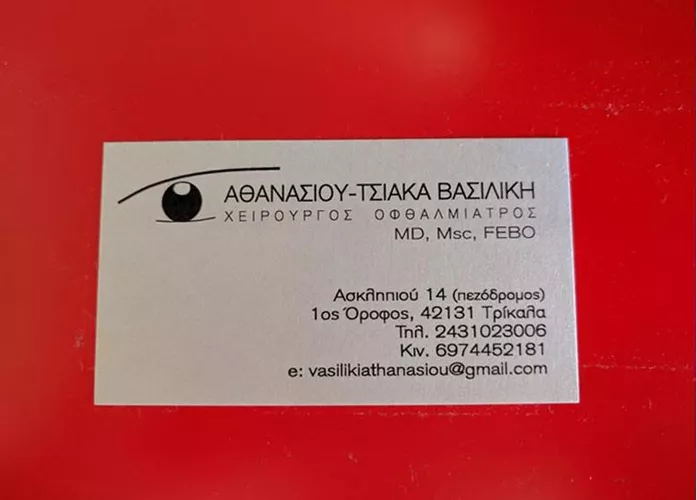 ΑΘΑΝΑΣΙΟΥ-ΤΣΙΑΚΑ ΒΑΣΙΛΙΚΗ
ΧΕΙΡΟΥΡΓΟΣ ΟΦΘΑΛΜΙΑΤΡΟΣ
MD, Msc, FEBO
Ασκληπιού 14 (πεζόδρομος)
1ος Όροφος, 42131 Τρίκαλα
Τηλ. 2431023006
Κιν. 6974452181
e: vasilikiathanasiou@gmail.com